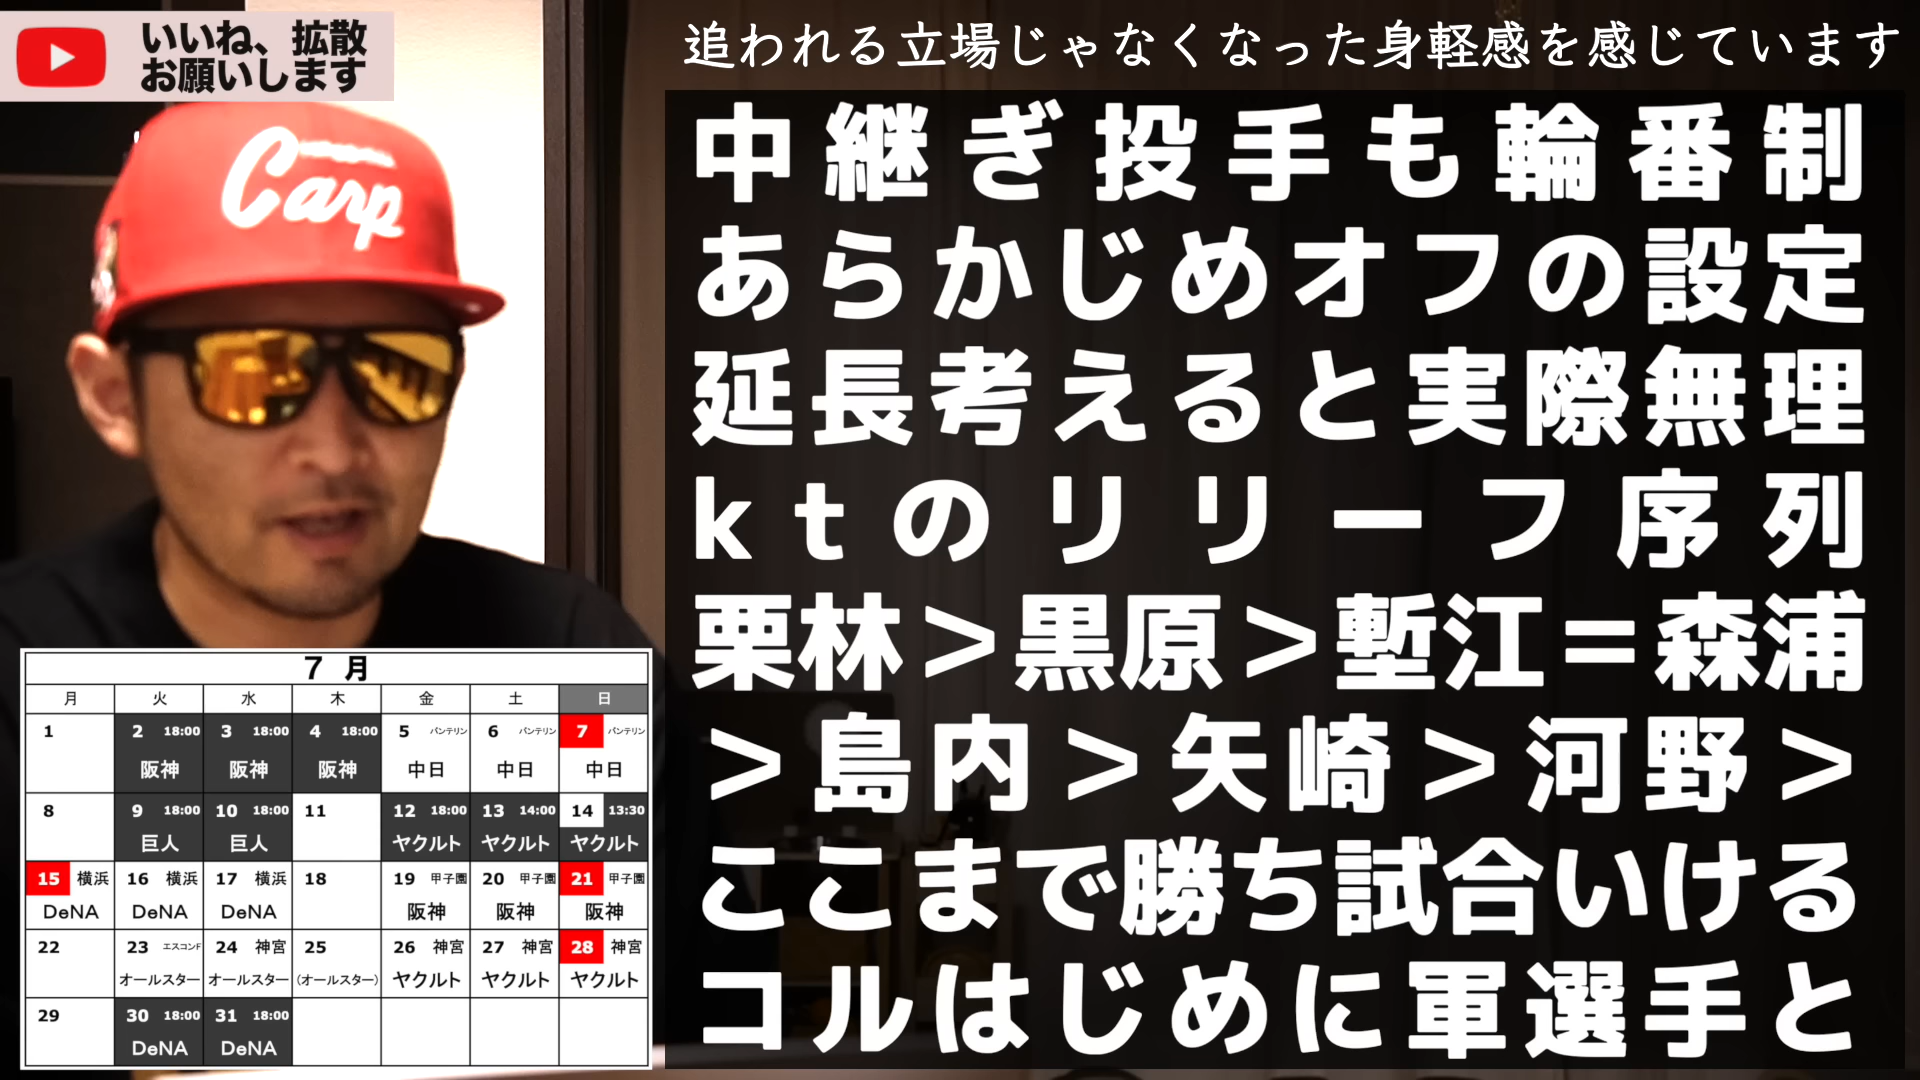 いいね、拡散
お願いします
追われる立場じゃなくなった身軽感を感じています
Carp
中継ぎ投手も輪番制
あらかじめオフの設定
延長考えると実際無理
ktのリリーフ序列
栗林>黒原>塹江=森浦
>島内>矢崎>河野>
ここまで勝ち試合いける
コルはじめに軍選手と
7 月
月 火 水 木 金 土 日
1 2 18:00 3 18:00 4 18:00 5 バンテリン 6 バンテリン 7 バンテリン
阪神 阪神 阪神 中日 中日 中日
8 9 18:00 10 18:00 11 12 18:00 13 14:00 14 13:30
巨人 巨人 ヤクルト ヤクルト ヤクルト
15 横浜 16 横浜 17 横浜 18 19 甲子園 20 甲子園 21 甲子園
DeNA DeNA DeNA 阪神 阪神 阪神
22 23 エスコンF 24 神宮 25 26 神宮 27 神宮 28 神宮
オールスター オールスター (オールスター) ヤクルト ヤクルト ヤクルト
29 30 18:00 31 18:00
DeNA DeNA